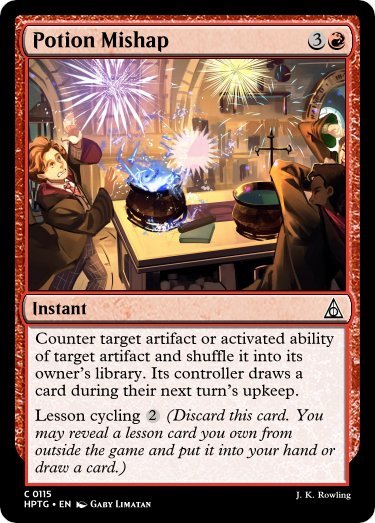 Potion Mishap 3
Instant
Counter target artifact or activated ability
of target artifact and shuffle it into its
owner's library. Its controller draws a
card during their next turn's upkeep.
Lesson cycling 2 (Discard this card. You
may reveal a lesson card you own from
outside the game and put it into your hand or
draw a card.)
C 0115
HPTG • EN Gaby Limatan
J. K. Rowling